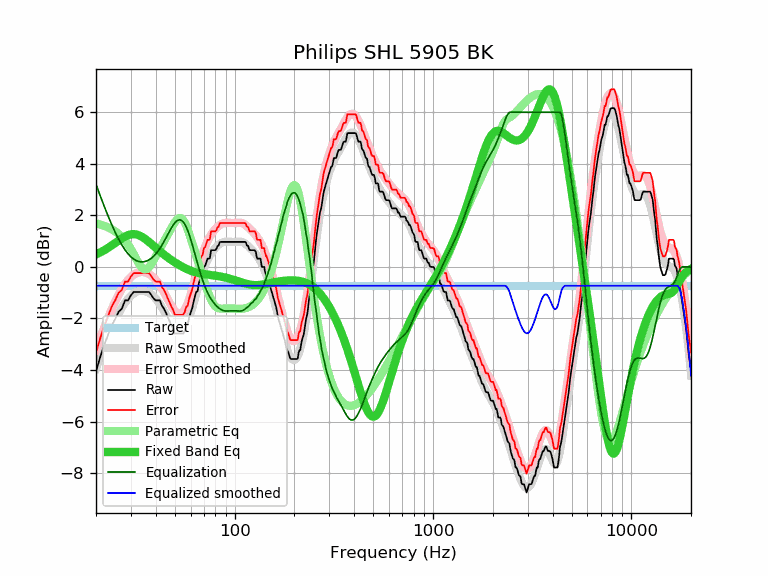 Philips SHL 5905 BK
Amplitude (dBr)
6
4
2
0
−2
−4
−6
−8
Target
Raw Smoothed
Error Smoothed
Raw
Error
Parametric Eq
Fixed Band Eq
Equalization
Equalized smoothed
100
1000
10000
Frequency (Hz)